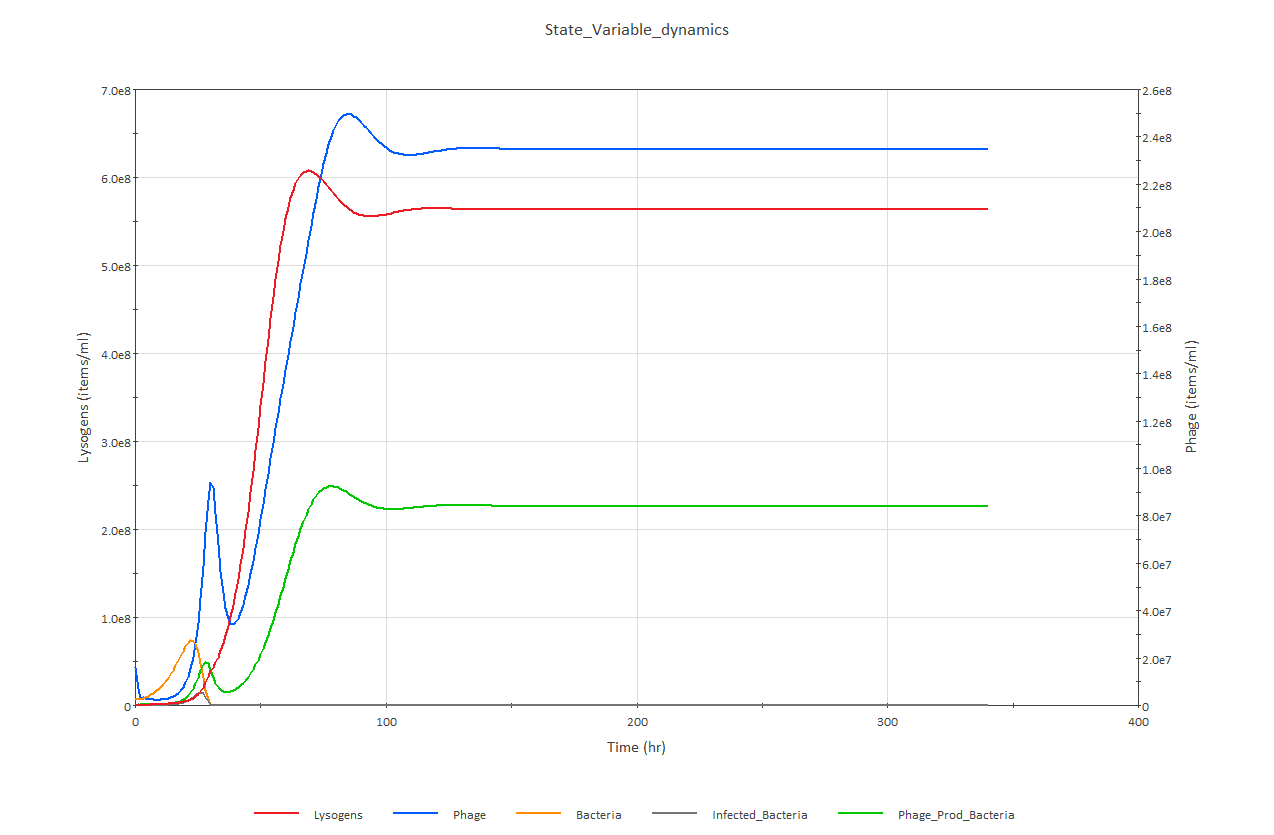 State_Variable_dynamics
7.0e8
6.0e8
5.0e8
4.0e8
3.0e8
2.0e8
1.0e8
0
Lysogens (items/ml)
2.6e8
2.4e8
2.2e8
2.0e8
1.8e8
1.6e8
1.4e8
1.2e8
1.0e8
8.0e7
6.0e7
4.0e7
2.0e7
0
Phage (items/ml)
0 100 200 300 400
Time (hr)
Lysogens Phage Bacteria Infected_Bacteria Phage_Prod_Bacteria